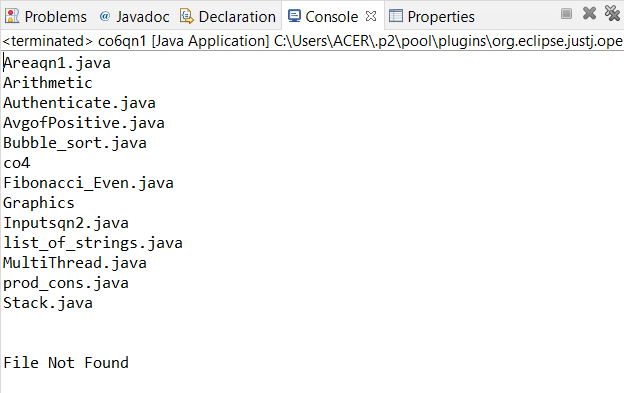 Problems @ Javadoc Declaration Console Properties
<terminated> co6qn1 [Java Application] C:\Users\ACER\.p2\pool\plugins\org.eclipse.justj.ope
Areaqn1.java
Arithmetic
Authenticate.java
AvgofPositive.java
Bubble_sort.java
co4
Fibonacci_Even.java
Graphics
Inputsqn2.java
list_of_strings.java
MultiThread.java
prod_cons.java
Stack.java
File Not Found